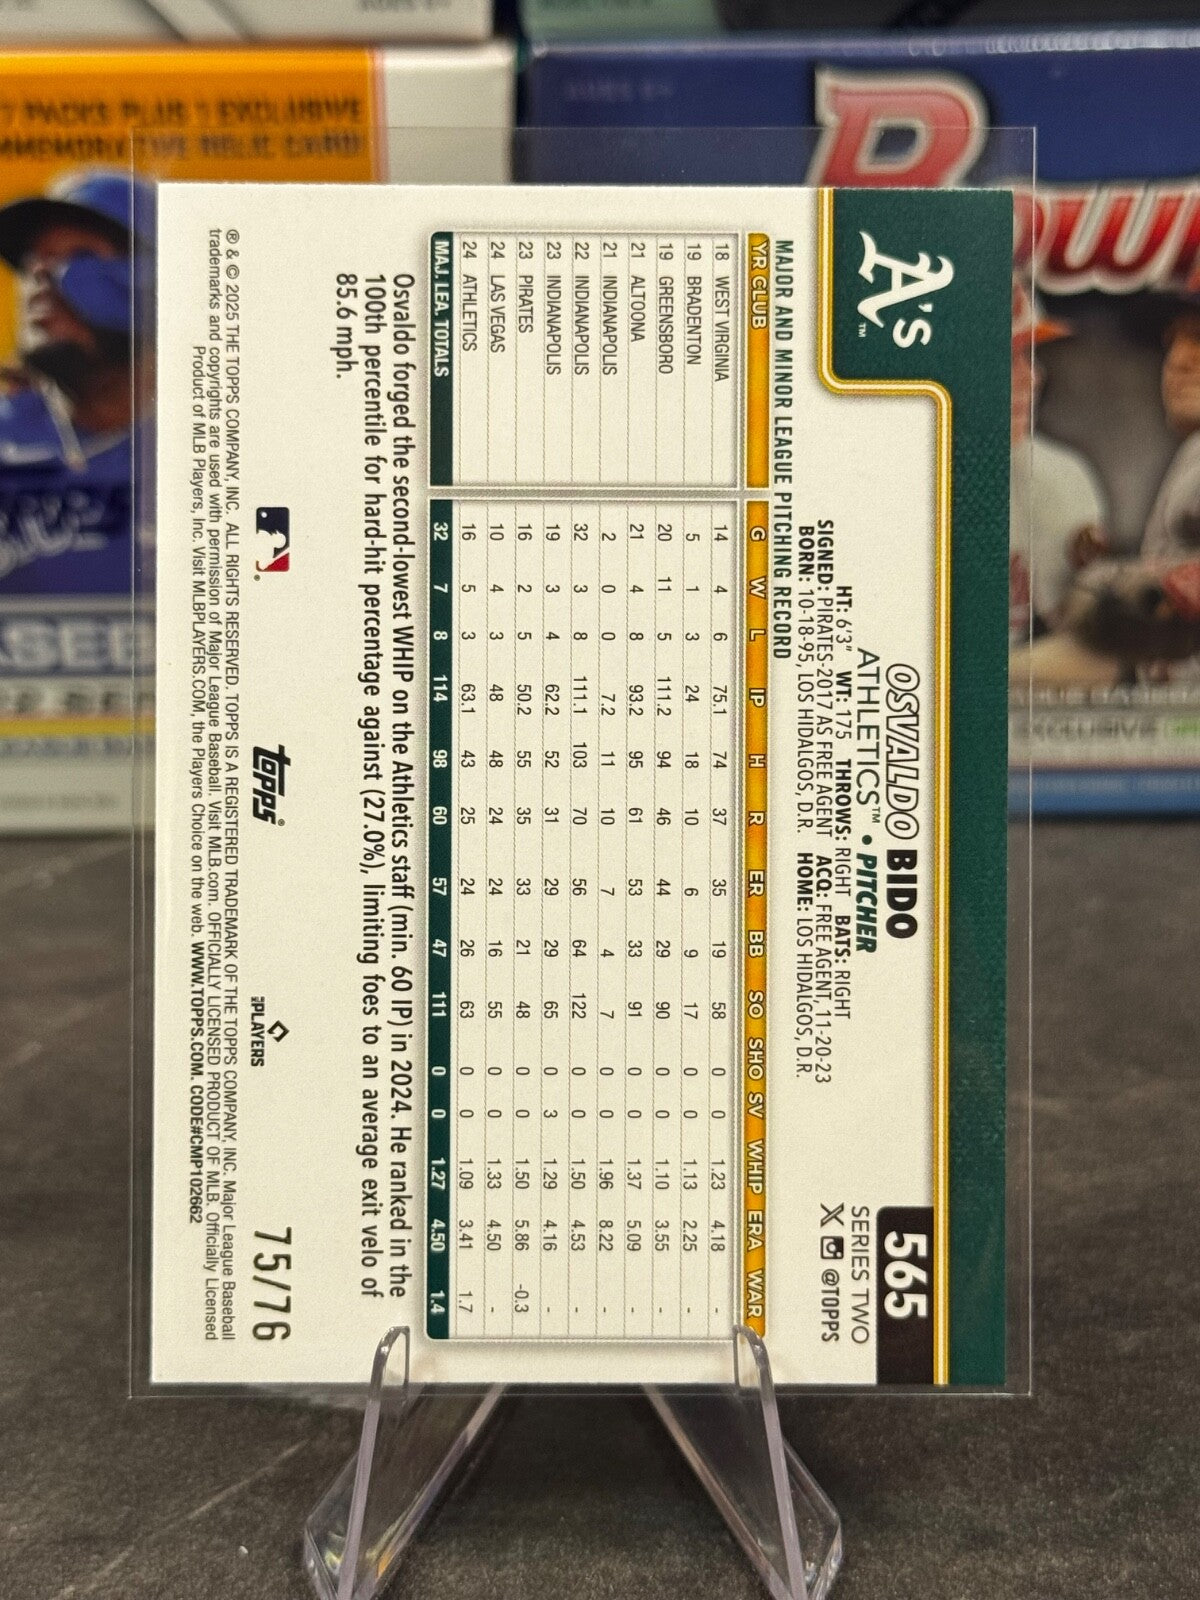 7 PACKS PLUS 1 EXCLUSIVE
COMMEMORATIVE RELIC CARD
A's™
565
SERIES TWO
@TOPPS
OSVALDO BIDO
ATHLETICS™ • PITCHER
HT: 6'3" WT: 175 THROWS: RIGHT BATS: RIGHT
SIGNED: PIRATES-2017 AS FREE AGENT ACQ: FREE AGENT, 11-20-23
BORN: 10-18-95, LOS HIDALGOS, D.R. HOME: LOS HIDALGOS, D.R.
MAJOR AND MINOR LEAGUE PITCHING RECORD
YR CLUB G W L IP H R ER BB SO SHO SV WHIP ERA WAR
18 WEST VIRGINIA 14 4 6 75.1 74 37 35 19 58 0 0 1.23 4.18 -
19 BRADENTON 5 1 3 24 18 10 6 9 17 0 0 1.13 2.25 -
19 GREENSBORO 20 11 5 111.2 94 46 44 29 90 0 0 1.10 3.55 -
21 ALTOONA 21 4 8 93.2 95 61 53 33 91 0 0 1.37 5.09 -
21 INDIANAPOLIS 2 0 0 7.2 11 10 7 4 7 0 0 1.96 8.22 -
22 INDIANAPOLIS 32 3 8 111.1 103 70 56 64 122 0 0 1.50 4.53 -
23 INDIANAPOLIS 19 3 4 62.2 52 31 29 29 65 0 3 1.29 4.16 -
23 PIRATES 16 2 5 50.2 55 35 33 21 48 0 0 1.50 5.86 -0.3
24 LAS VEGAS 10 4 3 48 48 24 24 16 55 0 0 1.33 4.50 -
24 ATHLETICS 16 5 3 63.1 43 25 24 26 63 0 0 1.09 3.41 1.7
MAJ. LEA. TOTALS 32 7 8 114 98 60 57 47 111 0 0 1.27 4.50 1.4
Osvaldo forged the second-lowest WHIP on the Athletics staff (min. 60 IP) in 2024. He ranked in the
100th percentile for hard-hit percentage against (27.0%), limiting foes to an average exit velo of
85.6 mph.
topps®
MLB PLAYERS
75/76
® & © 2025 THE TOPPS COMPANY, INC. ALL RIGHTS RESERVED. TOPPS IS A REGISTERED TRADEMARK OF THE TOPPS COMPANY, INC. Major League Baseball
trademarks and copyrights are used with permission of Major League Baseball. Visit MLB.com. OFFICIALLY LICENSED PRODUCT OF MLB. Officially Licensed
Product of MLB Players, Inc. Visit MLBPLAYERS.COM, the Players Choice on the web. WWW.TOPPS.COM. CODE#CMP102662